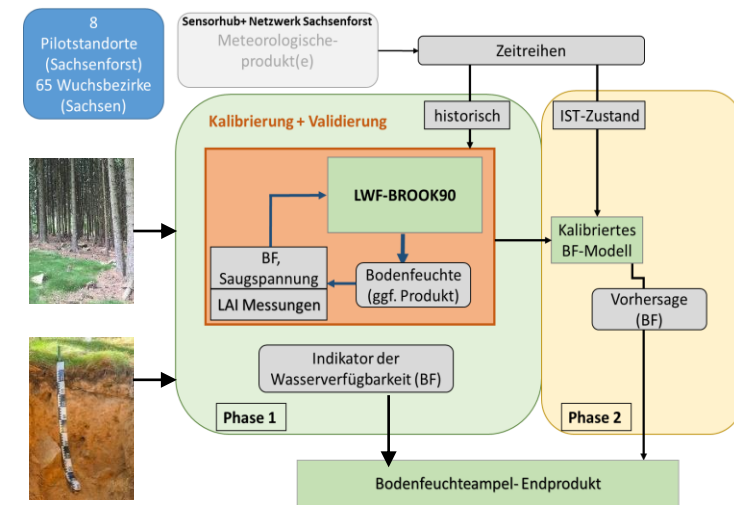 8
Pilotstandorte
(Sachsenforst)
65 Wuchsbezirke
(Sachsen)
Sensorhub+ Netzwerk Sachsenforst
Meteorologische-
produkt(e)
Zeitreihen
Kalibrierung + Validierung
historisch
IST-Zustand
LWF-BROOK90
BF,
Saugspannung
LAI Messungen
Bodenfeuchte
(ggf. Produkt)
Kalibriertes
BF-Modell
Vorhersage
(BF)
Indikator der
Wasserverfügbarkeit (BF)
Phase 1
Phase 2
Bodenfeuchteampel- Endprodukt